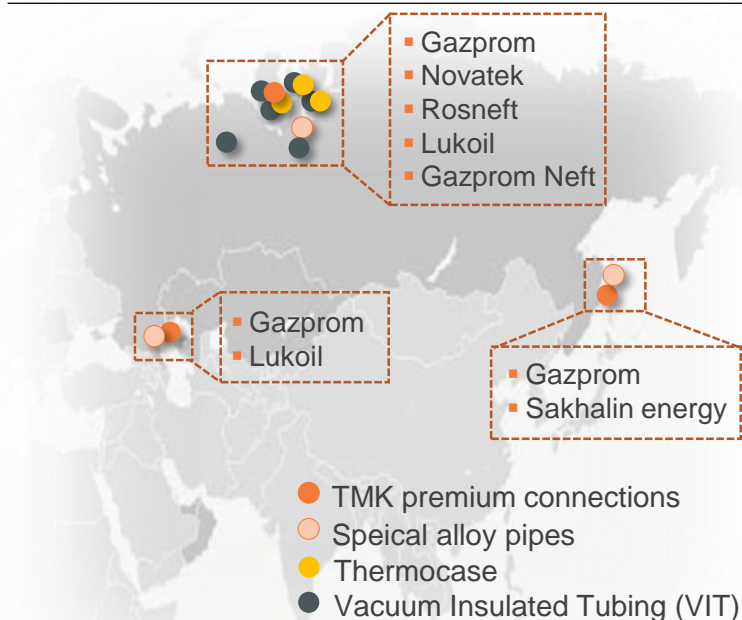 Gazprom
Novatek
Rosneft
Lukoil
Gazprom Neft
Gazprom
Lukoil
Gazprom
Sakhalin energy
TMK premium connections
Speical alloy pipes
Thermocase
Vacuum Insulated Tubing (VIT)